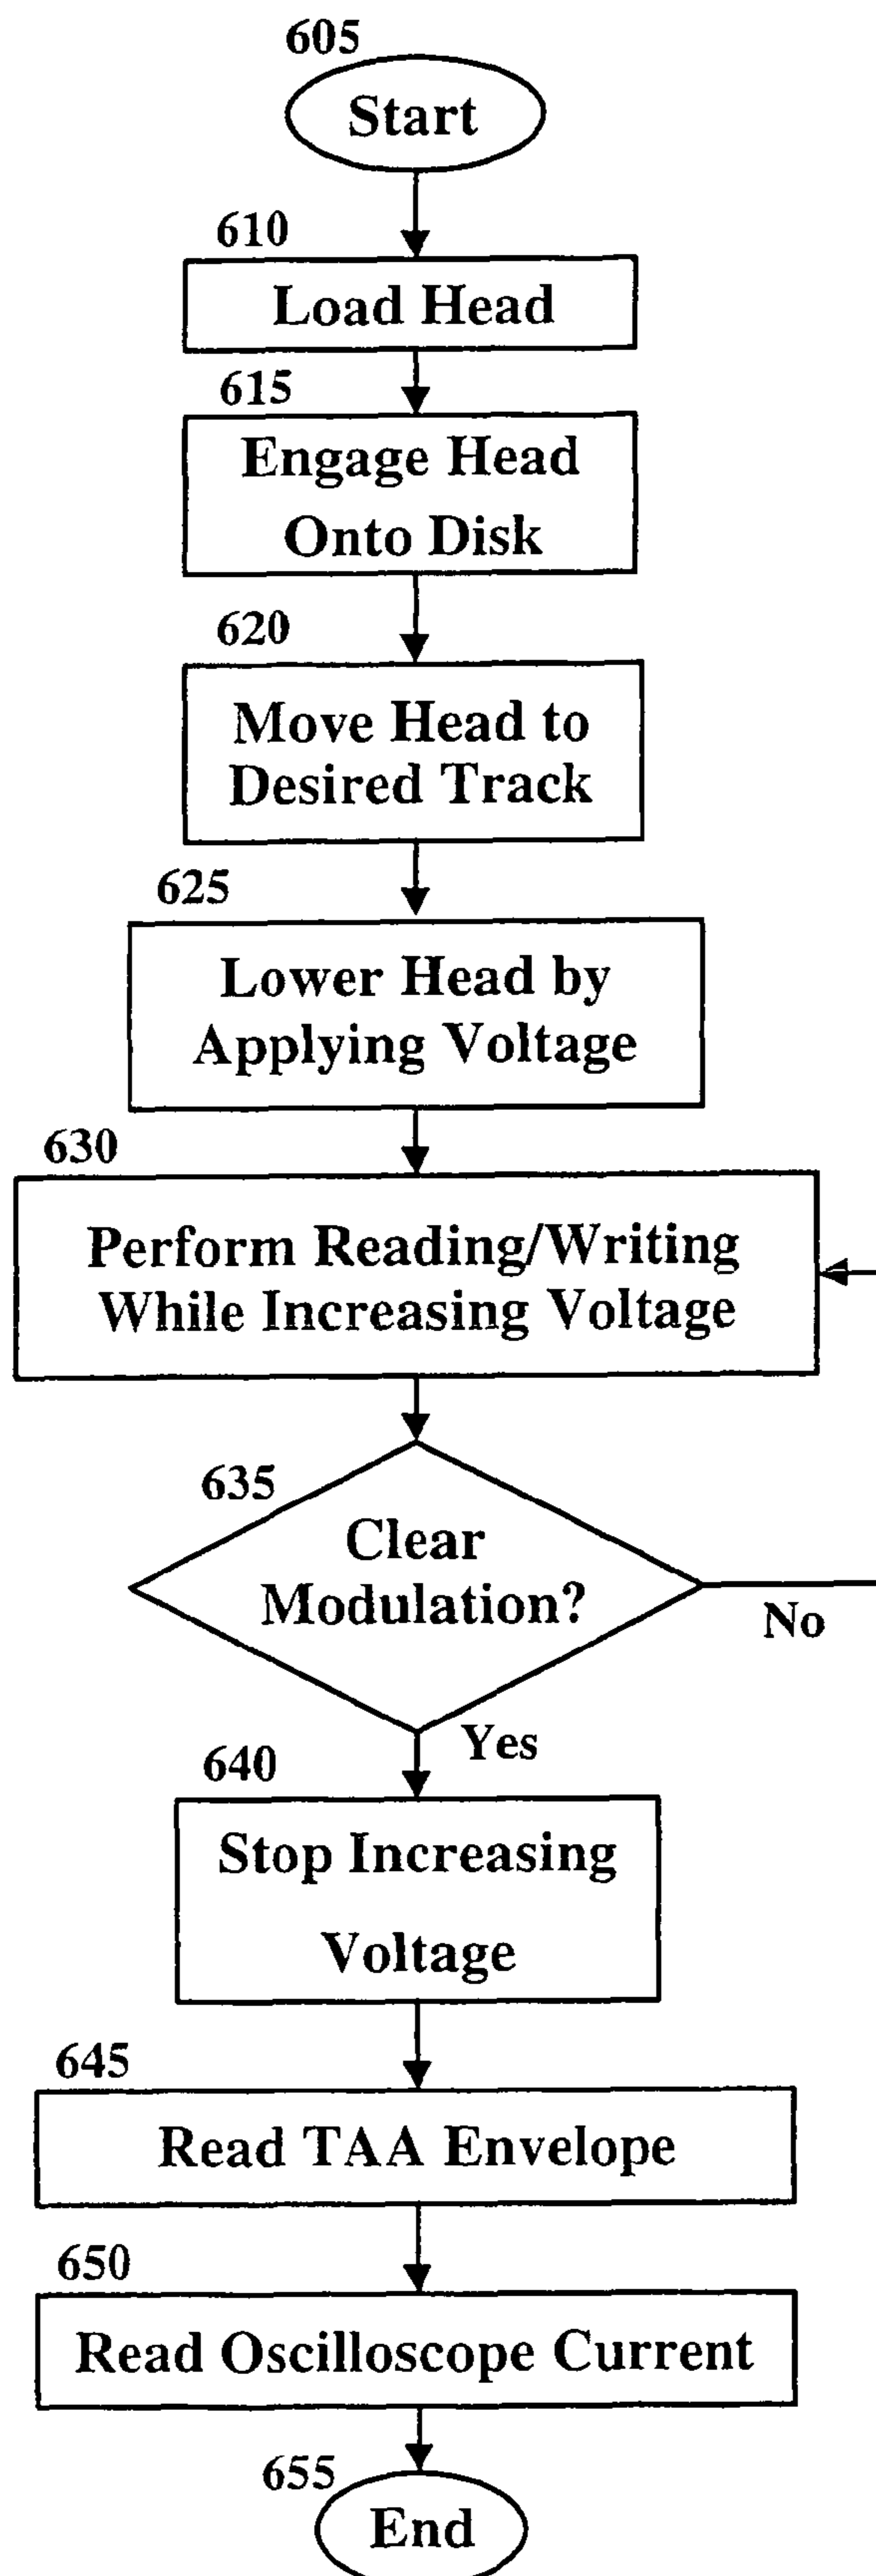 605
Start
610
Load Head
615
Engage Head
Onto Disk
620
Move Head to
Desired Track
625
Lower Head by
Applying Voltage
630
Perform Reading/Writing
While Increasing Voltage
635
Clear
Modulation?
No
Yes
640
Stop Increasing
Voltage
645
Read TAA Envelope
650
Read Oscilloscope Current
655
End